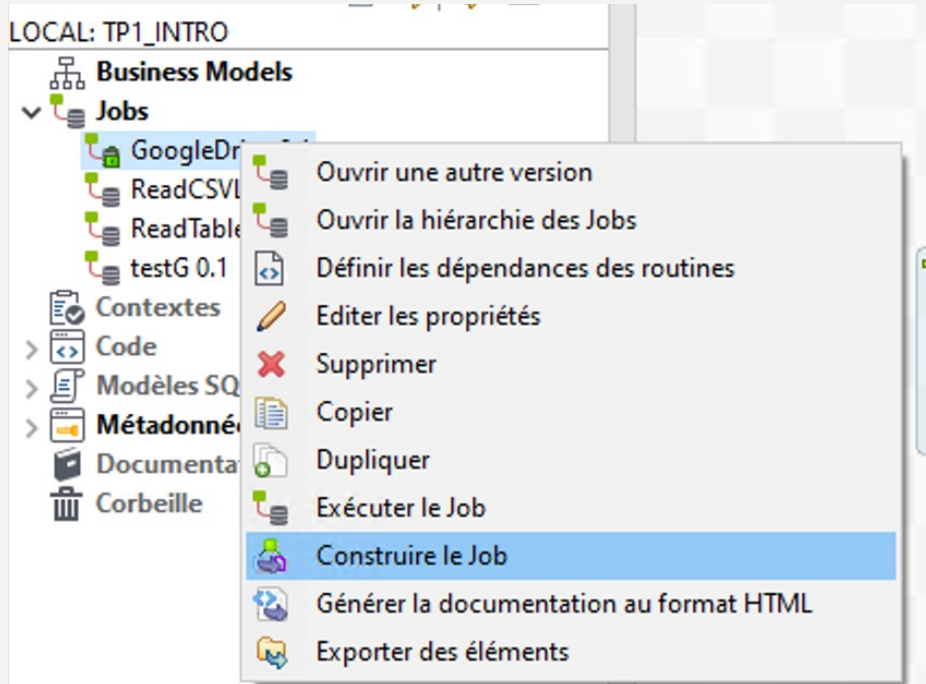 LOCAL: TP1_INTRO
Business Models
Jobs
GoogleDri
ReadCSVL
ReadTable
testG 0.1
Contextes
Code
Modèles SQ
Métadonné
Documenta
Corbeille
Ouvrir une autre version
Ouvrir la hiérarchie des Jobs
Définir les dépendances des routines
Editer les propriétés
Supprimer
Copier
Dupliquer
Exécuter le Job
Construire le Job
Générer la documentation au format HTML
Exporter des éléments